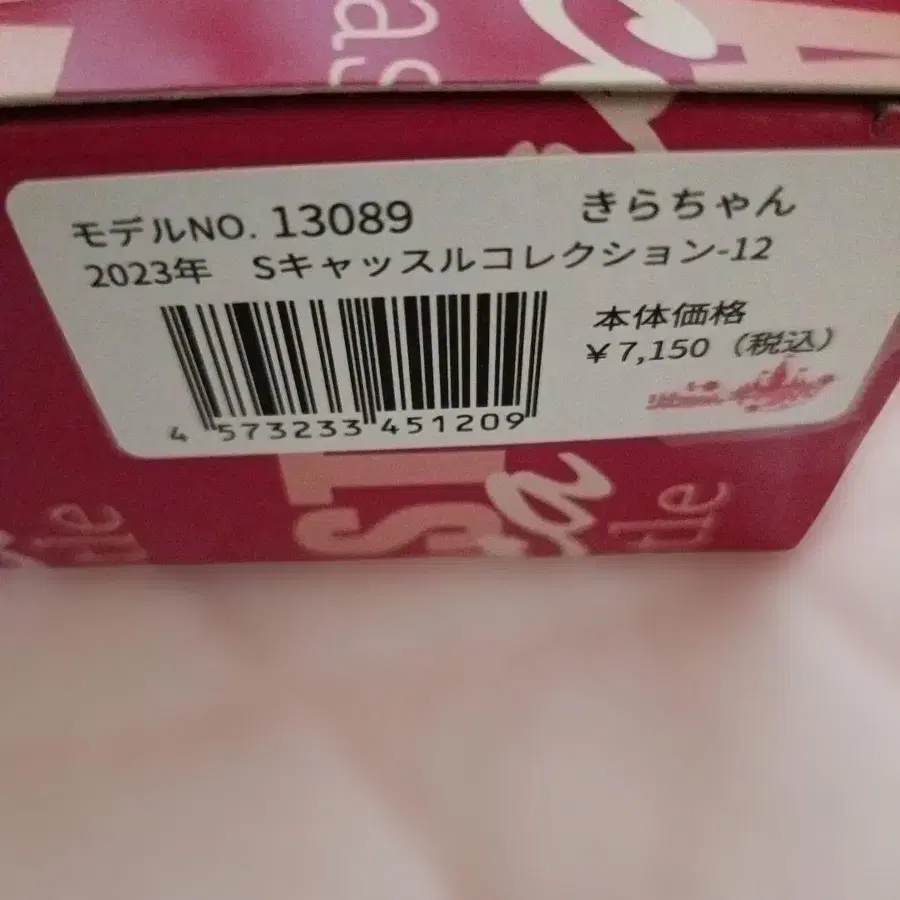 as
モデルNO. 13089 きらちゃん
2023年 Sキャッスルコレクション-12
本体価格
¥7,150（税込）
4 573233 451209